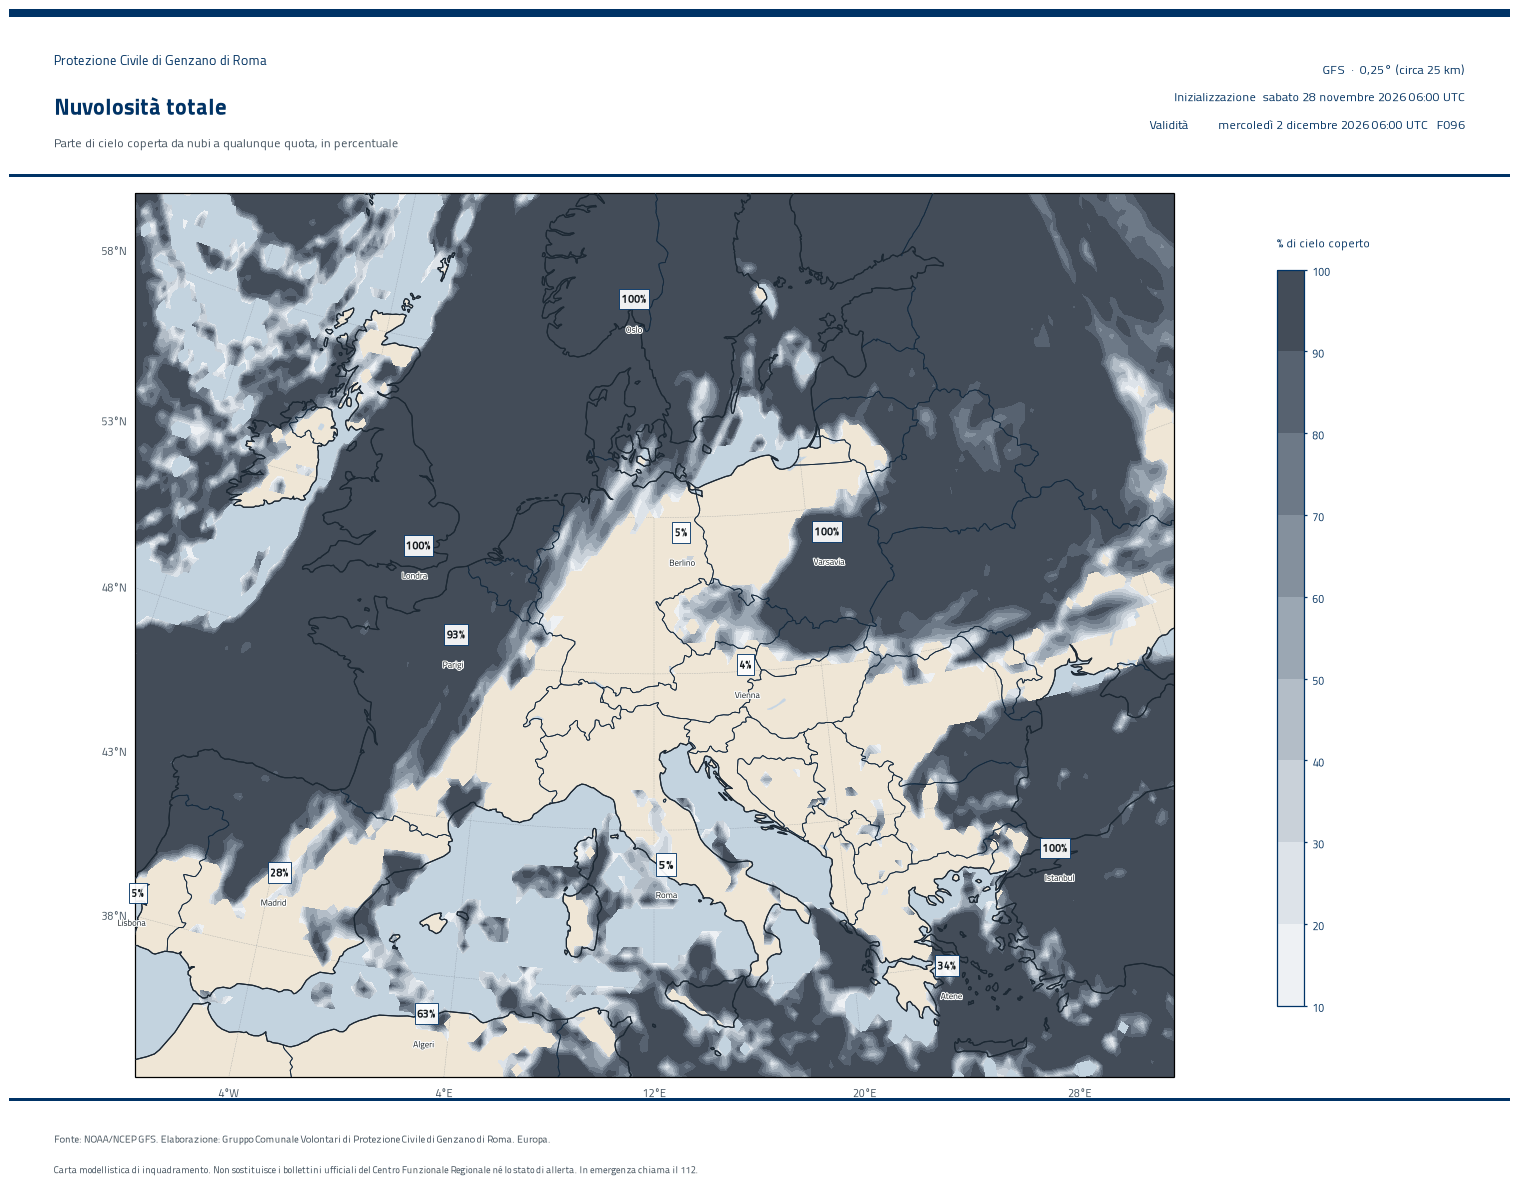 Protezione Civile di Genzano di Roma
Nuvolosità totale
Parte di cielo coperta da nubi a qualunque quota, in percentuale
GFS · 0,25° (circa 25 km)
Inizializzazione sabato 28 novembre 2026 06:00 UTC
Validità mercoledì 2 dicembre 2026 06:00 UTC F096
% di cielo coperto
100
90
80
70
60
50
40
30
20
10
58°N
53°N
48°N
43°N
38°N
4°W
4°E
12°E
20°E
28°E
100%
Oslo
100%
Londra
5%
Berlino
100%
Varsavia
93%
Parigi
4%
Vienna
28%
Madrid
5%
Lisbona
5%
Roma
100%
Istanbul
34%
Atene
63%
Algeri
Fonte: NOAA/NCEP GFS. Elaborazione: Gruppo Comunale Volontari di Protezione Civile di Genzano di Roma. Europa.
Carta modellistica di inquadramento. Non sostituisce i bollettini ufficiali del Centro Funzionale Regionale né lo stato di allerta. In emergenza chiama il 112.